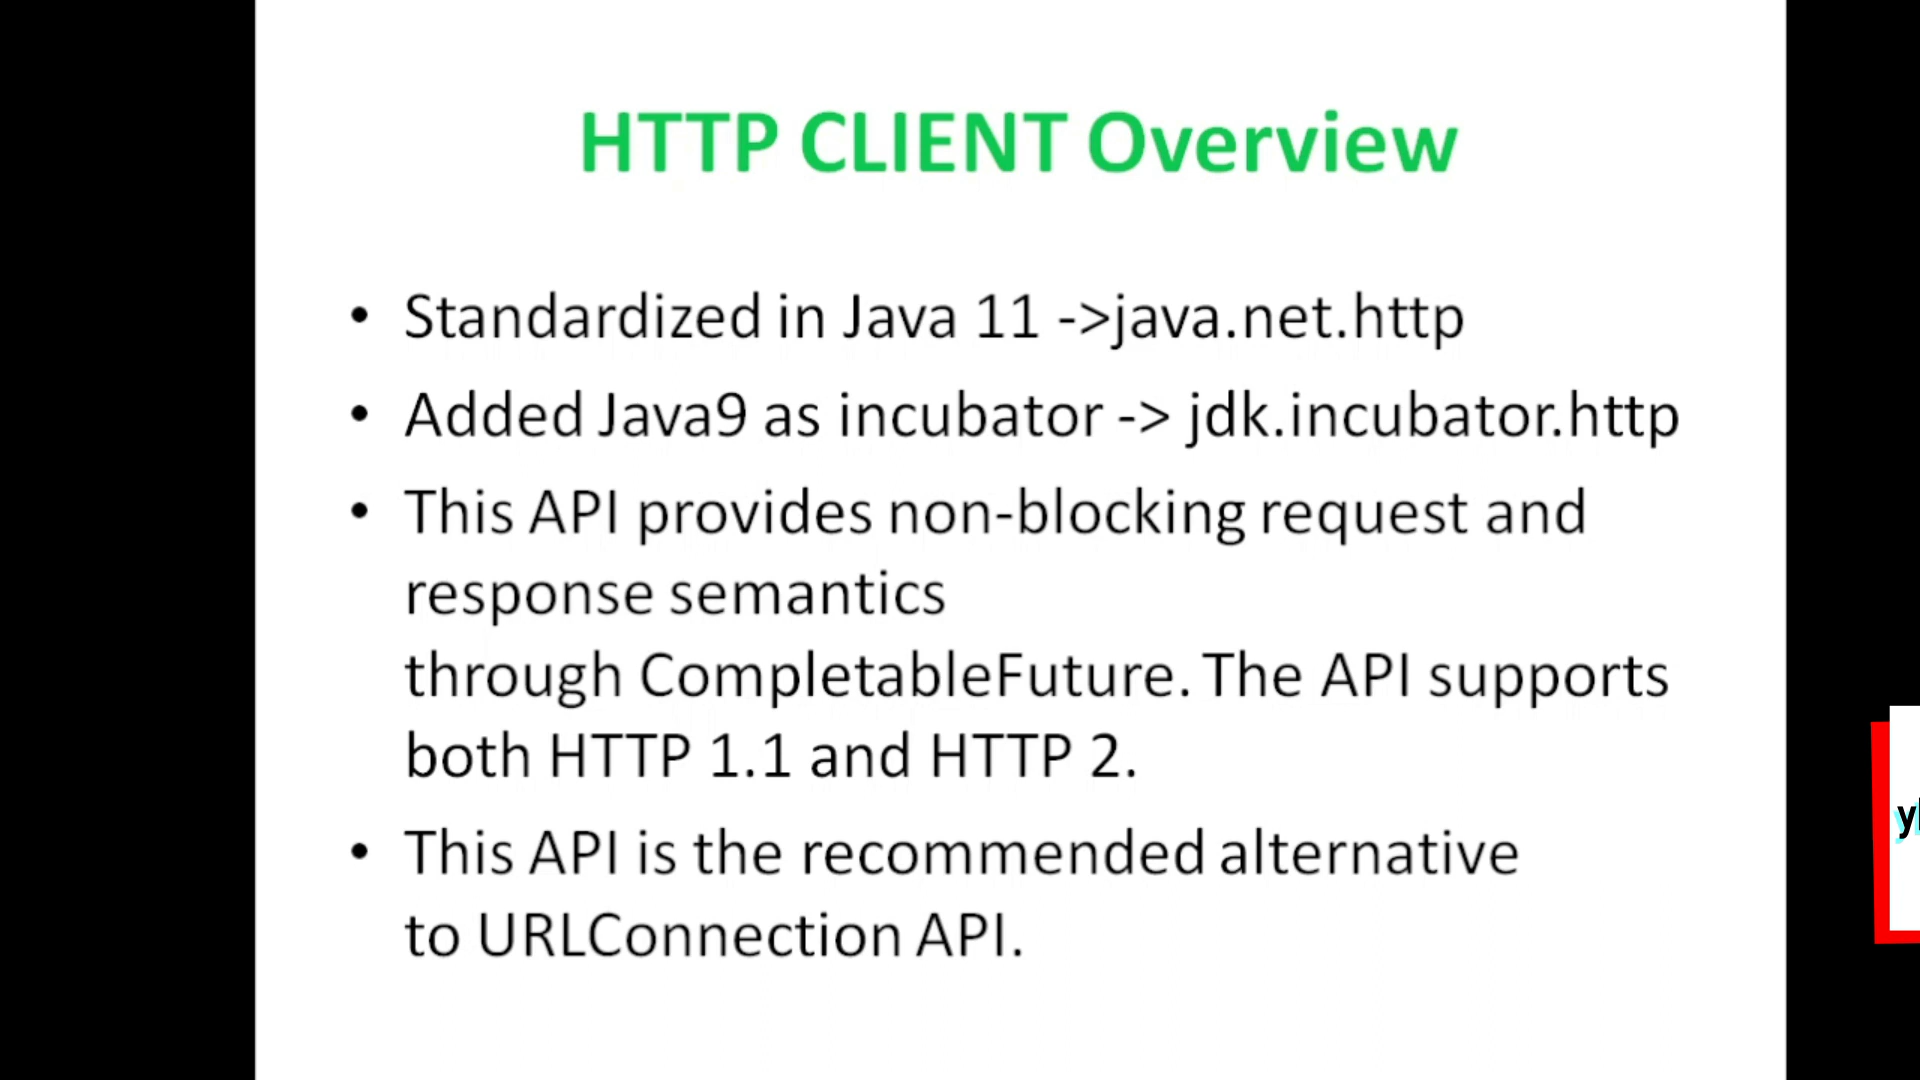 HTTP CLIENT Overview
• Standardized in Java 11 ->java.net.http
• Added Java9 as incubator -> jdk.incubator.http
• This API provides non-blocking request and
response semantics
through CompletableFuture. The API supports
both HTTP 1.1 and HTTP 2.
• This API is the recommended alternative
to URLConnection API.